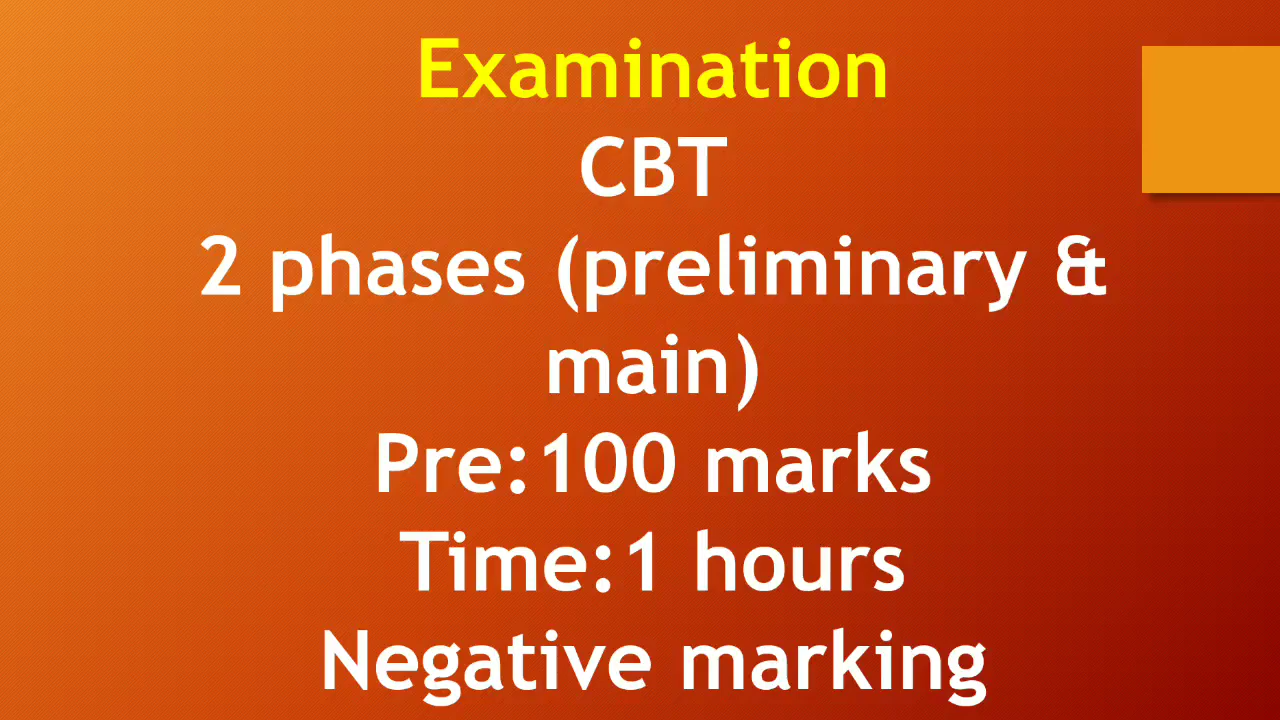 Examination
CBT
2 phases (preliminary &
main)
Pre:100 marks
Time:1 hours
Negative marking